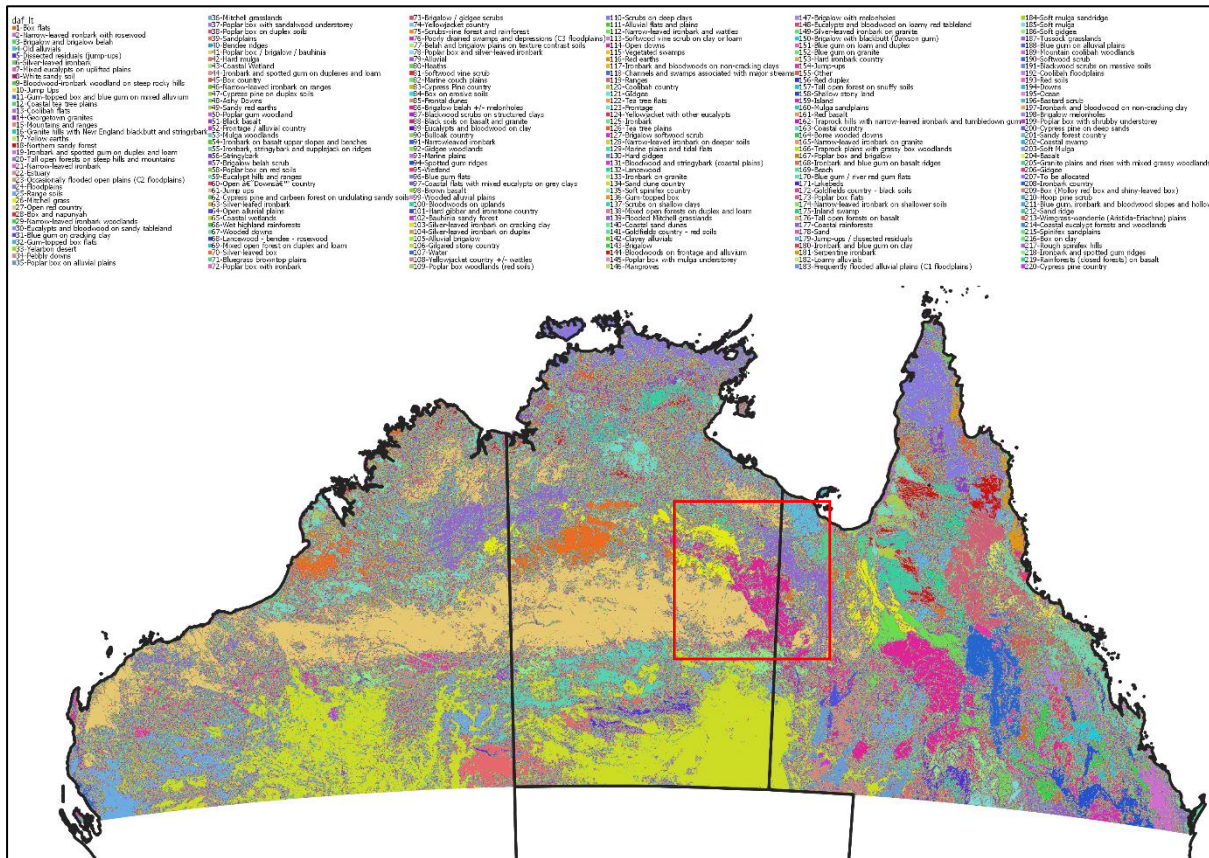 daf_lt
1-Box flats
2-Narrow-leaved ironbark with rosewood
3-Brigalow and brigalow belah
4-Old alluvials
5-Dissected residuals (jump-ups)
6-Silver-leaved ironbark
7-Mixed eucalypts on uplifted plains
8-White sandy soil
9-Bloodwood-ironbark woodland on steep rocky hills
10-Jump Ups
11-Gum-topped box and blue gum on mixed alluvium
12-Coastal tea tree plains
13-Coolibah flats
14-Georgetown granites
15-Mountains and ranges
16-Granite hills with New England blackbutt and stringybark
17-Yellow earths
18-Northern sandy forest
19-Ironbark and spotted gum on duplex and loam
20-Tall open forests on steep hills and mountains
21-Narrow-leaved ironbark
22-Estuary
23-Occasionally flooded open plains (C2 floodplains)
24-Floodplains
25-Range soils
26-Mitchell grass
27-Open red country
28-Box and napunyah
29-Narrow-leaved ironbark woodlands
30-Eucalypts and bloodwood on sandy tableland
31-Blue gum on cracking clay
32-Gum-topped box flats
33-Yelarbon desert
34-Pebbly downs
35-Poplar box on alluvial plains
36-Mitchell grasslands
37-Poplar box with sandalwood understorey
38-Poplar box on duplex soils
39-Sandplains
40-Bendee ridges
41-Poplar box / brigalow / bauhinia
42-Hard mulga
43-Coastal Wetland
44-Ironbark and spotted gum on duplexes and loam
45-Box country
46-Narrow-leaved ironbark on ranges
47-Cypress pine on duplex soils
48-Ashy Downs
49-Sandy red earths
50-Poplar gum woodland
51-Black basalt
52-Frontage / alluvial country
53-Mulga woodlands
54-Ironbark on basalt upper slopes and benches
55-Ironbark, stringybark and supplejack on ridges
56-Stringybark
57-Brigalow belah scrub
58-Poplar box on red soils
59-Eucalypt hills and ranges
60-Open â€˜Downsâ€™ country
61-Jump ups
62-Cypress pine and carbeen forest on undulating sandy soils
63-Silver-leafed ironbark
64-Open alluvial plains
65-Coastal wetlands
66-Wet highland rainforests
67-Wooded downs
68-Lancewood - bendee - rosewood
69-Mixed open forest on duplex and loam
70-Silver-leaved box
71-Bluegrass browntop plains
72-Poplar box with ironbark
73-Brigalow / gidgee scrubs
74-Yellowjacket country
75-Scrubs-vine forest and rainforest
76-Poorly drained swamps and depressions (C3 floodplains)
77-Belah and brigalow plains on texture contrast soils
78-Poplar box and silver-leaved ironbark
79-Alluvial
80-Heaths
81-Softwood vine scrub
82-Marine couch plains
83-Cypress Pine country
84-Box on erosive soils
85-Frontal dunes
86-Brigalow belah +/- melonholes
87-Blackwood scrubs on structured clays
88-Black soils on basalt and granite
89-Eucalypts and bloodwood on clay
90-Bulloak country
91-Narrowleaved ironbark
92-Gidgee woodlands
93-Marine plains
94-Spotted gum ridges
95-Wetland
96-Blue gum flats
97-Coastal flats with mixed eucalypts on grey clays
98-Brown basalt
99-Wooded alluvial plains
100-Bloodwoods on uplands
101-Hard gibber and ironstone country
102-Bauhinia sandy forest
103-Silver-leaved ironbark on cracking clay
104-Silver-leaved ironbark on duplex
105-Alluvial brigalow
106-Gilgaied stony country
107-Water
108-Yellowjacket country +/- wattles
109-Poplar box woodlands (red soils)
110-Scrubs on deep clays
111-Alluvial flats and plains
112-Narrow-leaved ironbark and wattles
113-Softwood vine scrub on clay or loam
114-Open downs
115-Vegetated swamps
116-Red earths
117-Ironbark and bloodwoods on non-cracking clays
118-Channels and swamps associated with major streams
119-Ranges
120-Coolibah country
121-Gidgee
122-Tea tree flats
123-Frontage
124-Yellowjacket with other eucalypts
125-Ironbark
126-Tea tree plains
127-Brigalow softwood scrub
128-Narrow-leaved ironbark on deeper soils
129-Marine plains and tidal flats
130-Hard gidgee
131-Bloodwood and stringybark (coastal plains)
132-Lancewood
133-Ironbark on granite
134-Sand dune country
135-Soft spinifex country
136-Gum-topped box
137-Scrubs on shallow clays
138-Mixed open forests on duplex and loam
139-Flooded Mitchell grasslands
140-Coastal sand dunes
141-Goldfields country - red soils
142-Clayey alluvials
143-Brigalow
144-Bloodwoods on frontage and alluvium
145-Poplar box with mulga understorey
146-Mangroves
147-Brigalow with melonholes
148-Eucalypts and bloodwood on loamy red tableland
149-Silver-leaved ironbark on granite
150-Brigalow with blackbutt (Dawson gum)
151-Blue gum on loam and duplex
152-Blue gum on granite
153-Hard ironbark country
154-Jump-ups
155-Other
156-Red duplex
157-Tall open forest on snuffy soils
158-Shallow stony land
159-Island
160-Mulga sandplains
161-Red basalt
162-Traprock hills with narrow-leaved ironbark and tumbledown gum
163-Coastal country
164-Boree wooded downs
165-Narrow-leaved ironbark on granite
166-Traprock plains with grassy box woodlands
167-Poplar box and brigalow
168-Ironbark and blue gum on basalt ridges
169-Beach
170-Blue gum / river red gum flats
171-Lakebeds
172-Goldfields country - black soils
173-Poplar box flats
174-Narrow-leaved ironbark on shallower soils
175-Inland swamp
176-Tall open forests on basalt
177-Coastal rainforests
178-Sand
179-Jump-ups / dissected residuals
180-Ironbark and blue gum on clay
181-Serpentine ironbark
182-Loamy alluvials
183-Frequently flooded alluvial plains (C1 floodplains)
184-Soft mulga sandridge
185-Soft mulga
186-Soft gidgee
187-Tussock grasslands
188-Blue gum on alluvial plains
189-Mountain coolibah woodlands
190-Softwood scrub
191-Blackwood scrubs on massive soils
192-Coolibah floodplains
193-Red soils
194-Downs
195-Ocean
196-Bastard scrub
197-Ironbark and bloodwood on non-cracking clay
198-Brigalow melonholes
199-Poplar box with shrubby understorey
200-Cypress pine on deep sands
201-Sandy forest country
202-Coastal swamp
203-Soft Mulga
204-Basalt
205-Granite plains and rises with mixed grassy woodlands
206-Gidgee
207-To be allocated
208-Ironbark country
209-Box (Molloy red box and shiny-leaved box)
210-Hoop pine scrub
211-Blue gum, ironbark and bloodwood slopes and hollows
212-Sand ridge
213-Wiregrass-wanderrie (Aristida-Eriachne) plains
214-Coastal eucalypt forests and woodlands
215-Spinifex sandplains
216-Box on clay
217-Rough spinifex hills
218-Ironbark and spotted gum ridges
219-Rainforests (closed forests) on basalt
220-Cypress pine country